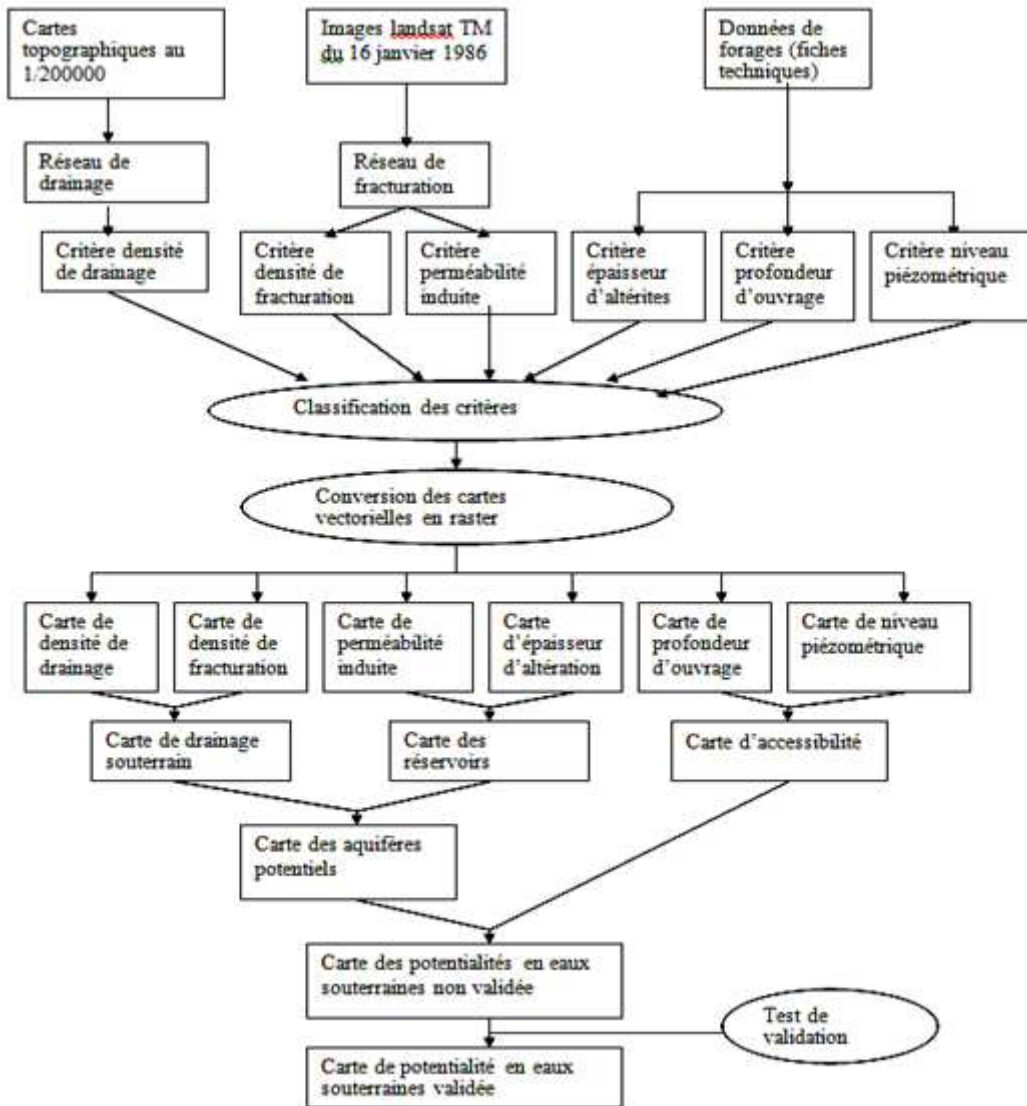 Cartes
topographiques au
1/200000
Images landsat TM
du 16 janvier 1986
Données de
forages (fiches
techniques)
Réseau de
drainage
Réseau de
fracturation
Critère densité
de drainage
Critère
densité de
fracturation
Critère
perméabilité
induite
Critère
épaisseur
d'altérites
Critère
profondeur
d'ouvrage
Critère niveau
piézométrique
Classification des critères
Conversion des cartes
vectorielles en raster
Carte de
densité de
drainage
Carte de
densité de
fracturation
Carte de
perméabilité
induite
Carte
d'épaisseur
d'altération
Carte de
profondeur
d'ouvrage
Carte de niveau
piézométrique
Carte de drainage
souterrain
Carte des
réservoirs
Carte d'accessibilité
Carte des aquifères
potentiels
Carte des potentialités en eaux
souterraines non validée
Test de
validation
Carte de potentialité en eaux
souterraines validée